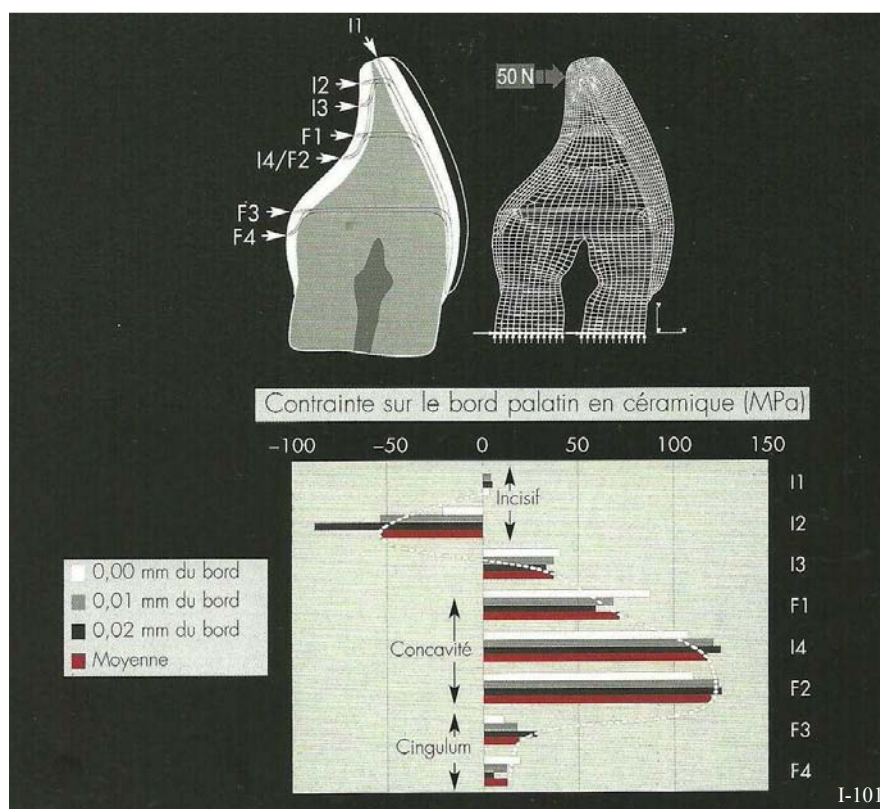 I1
I2
I3
F1
I4/F2
F3
F4
50 N
Contrainte sur le bord palatin en céramique (MPa)
−100 −50 0 50 100 150
Incisif
I1
I2
I3
F1
Concavité
I4
F2
F3
Cingulum
F4
0,00 mm du bord
0,01 mm du bord
0,02 mm du bord
Moyenne
I-101